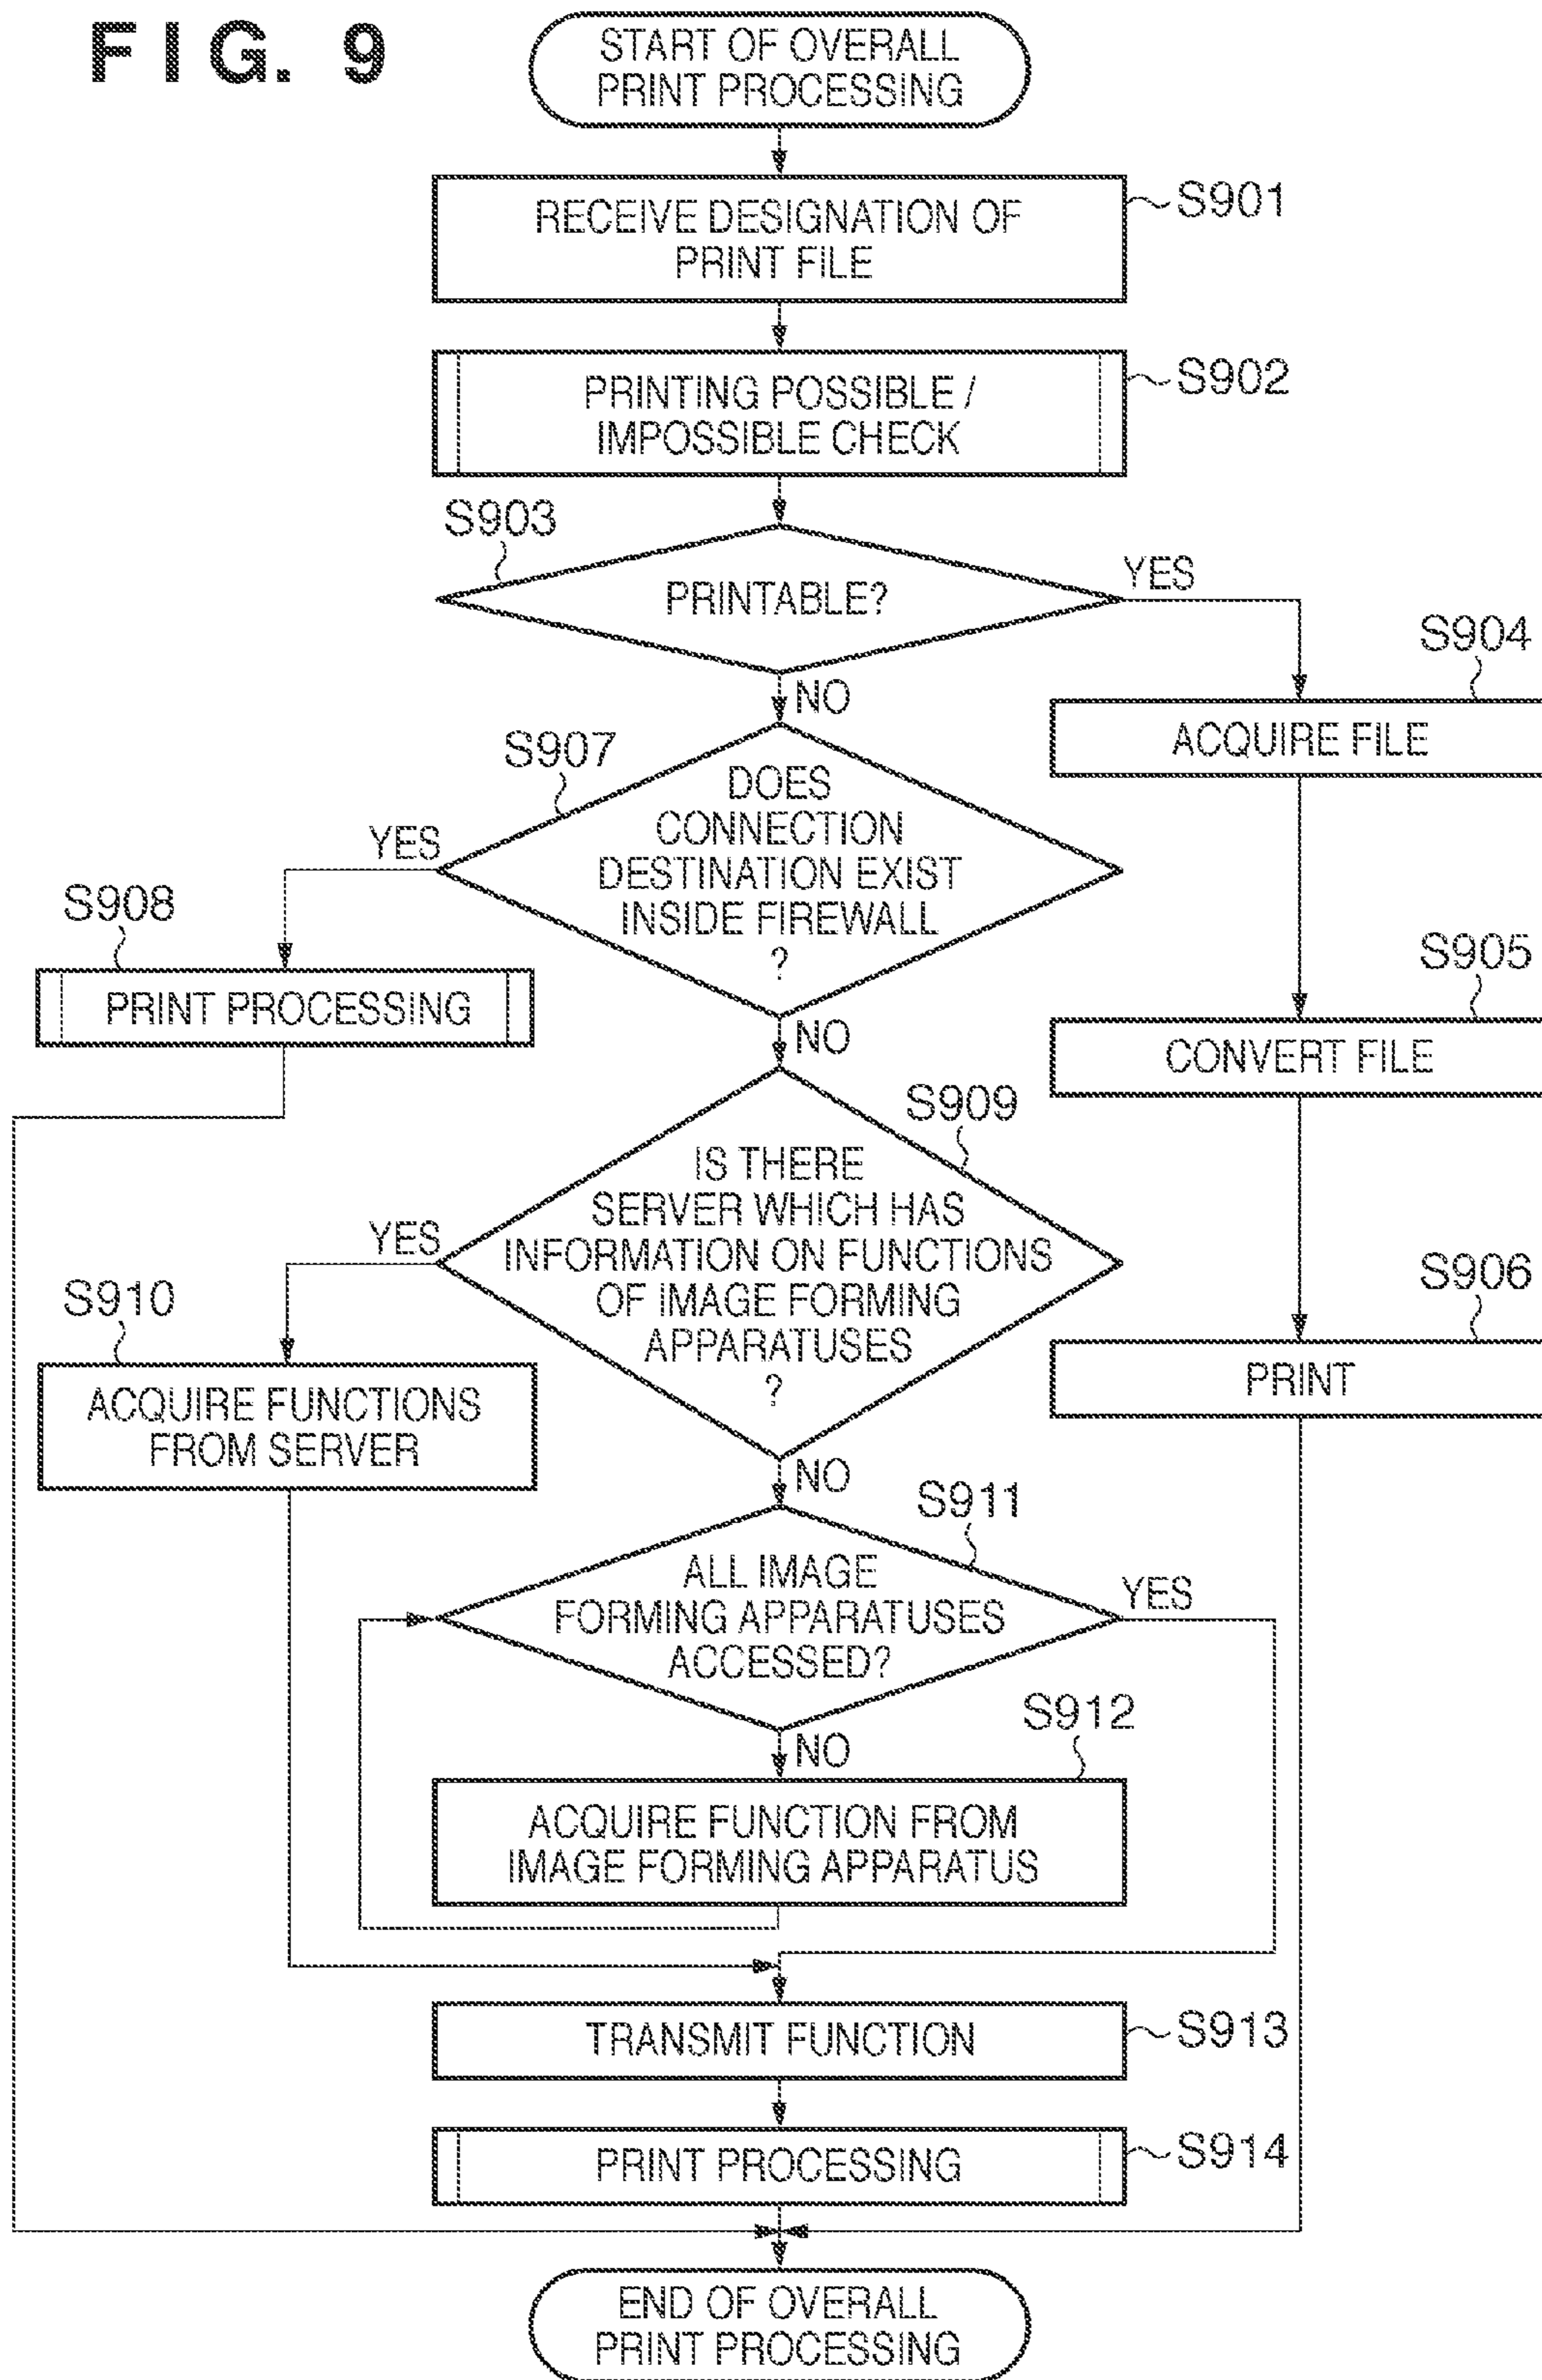 FIG. 9
START OF OVERALL
PRINT PROCESSING
RECEIVE DESIGNATION OF
PRINT FILE
S901
PRINTING POSSIBLE /
IMPOSSIBLE CHECK
S902
S903
PRINTABLE?
YES
NO
S904
ACQUIRE FILE
S905
CONVERT FILE
S906
PRINT
S907
DOES
CONNECTION
DESTINATION EXIST
INSIDE FIREWALL
?
YES
NO
S908
PRINT PROCESSING
S909
IS THERE
SERVER WHICH HAS
INFORMATION ON FUNCTIONS
OF IMAGE FORMING
APPARATUSES
?
YES
NO
S910
ACQUIRE FUNCTIONS
FROM SERVER
S911
ALL IMAGE
FORMING APPARATUSES
ACCESSED?
YES
NO
S912
ACQUIRE FUNCTION FROM
IMAGE FORMING APPARATUS
TRANSMIT FUNCTION
S913
PRINT PROCESSING
S914
END OF OVERALL
PRINT PROCESSING